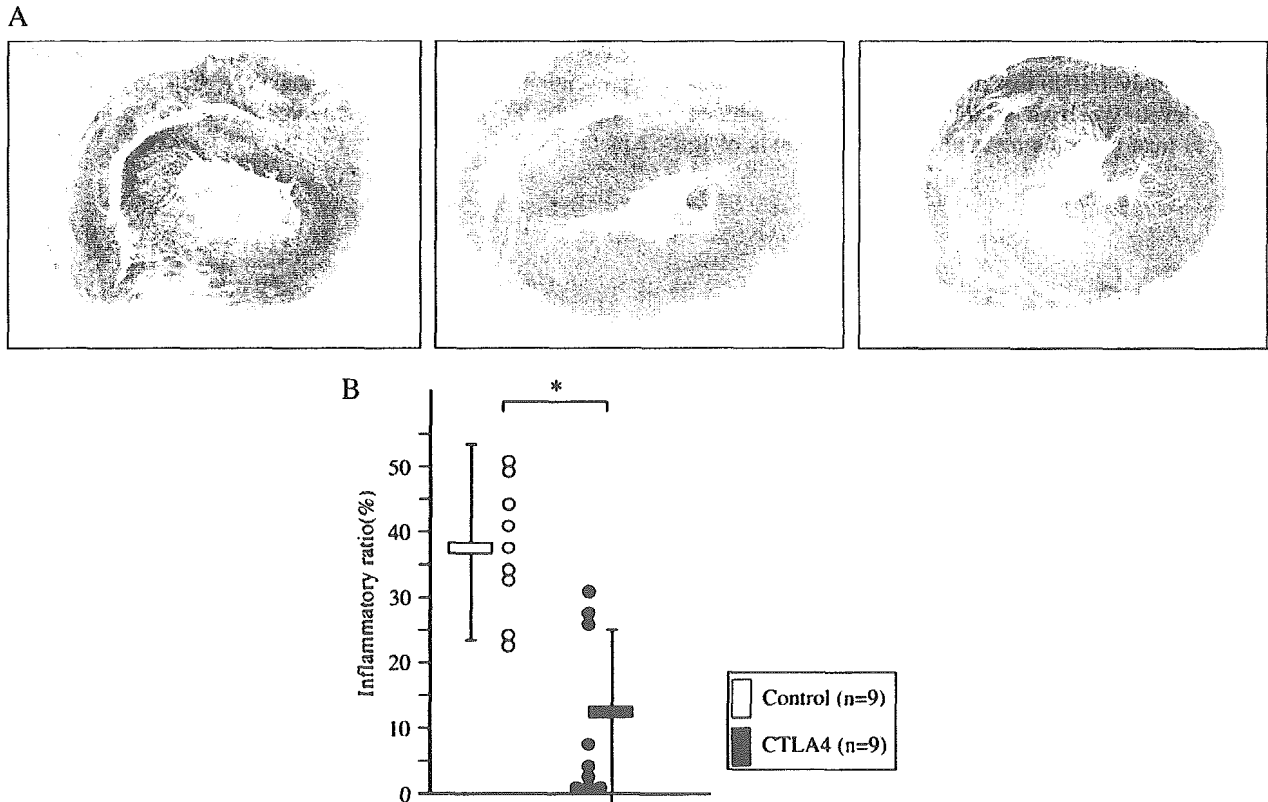 A
B
*
Inflammatory ratio(%)
50
40
30
20
10
0
Control (n=9)
CTLA4 (n=9)